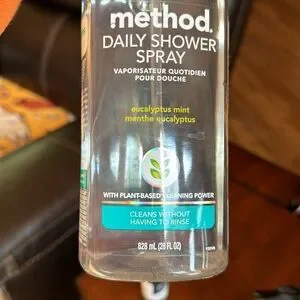 method.
DAILY SHOWER
SPRAY
VAPORISATEUR QUOTIDIEN
POUR DOUCHE
eucalyptus mint
menthe eucalyptus
WITH PLANT-BASED CLEANING POWER
CLEANS WITHOUT
HAVING TO RINSE
828 mL (28 FL OZ)